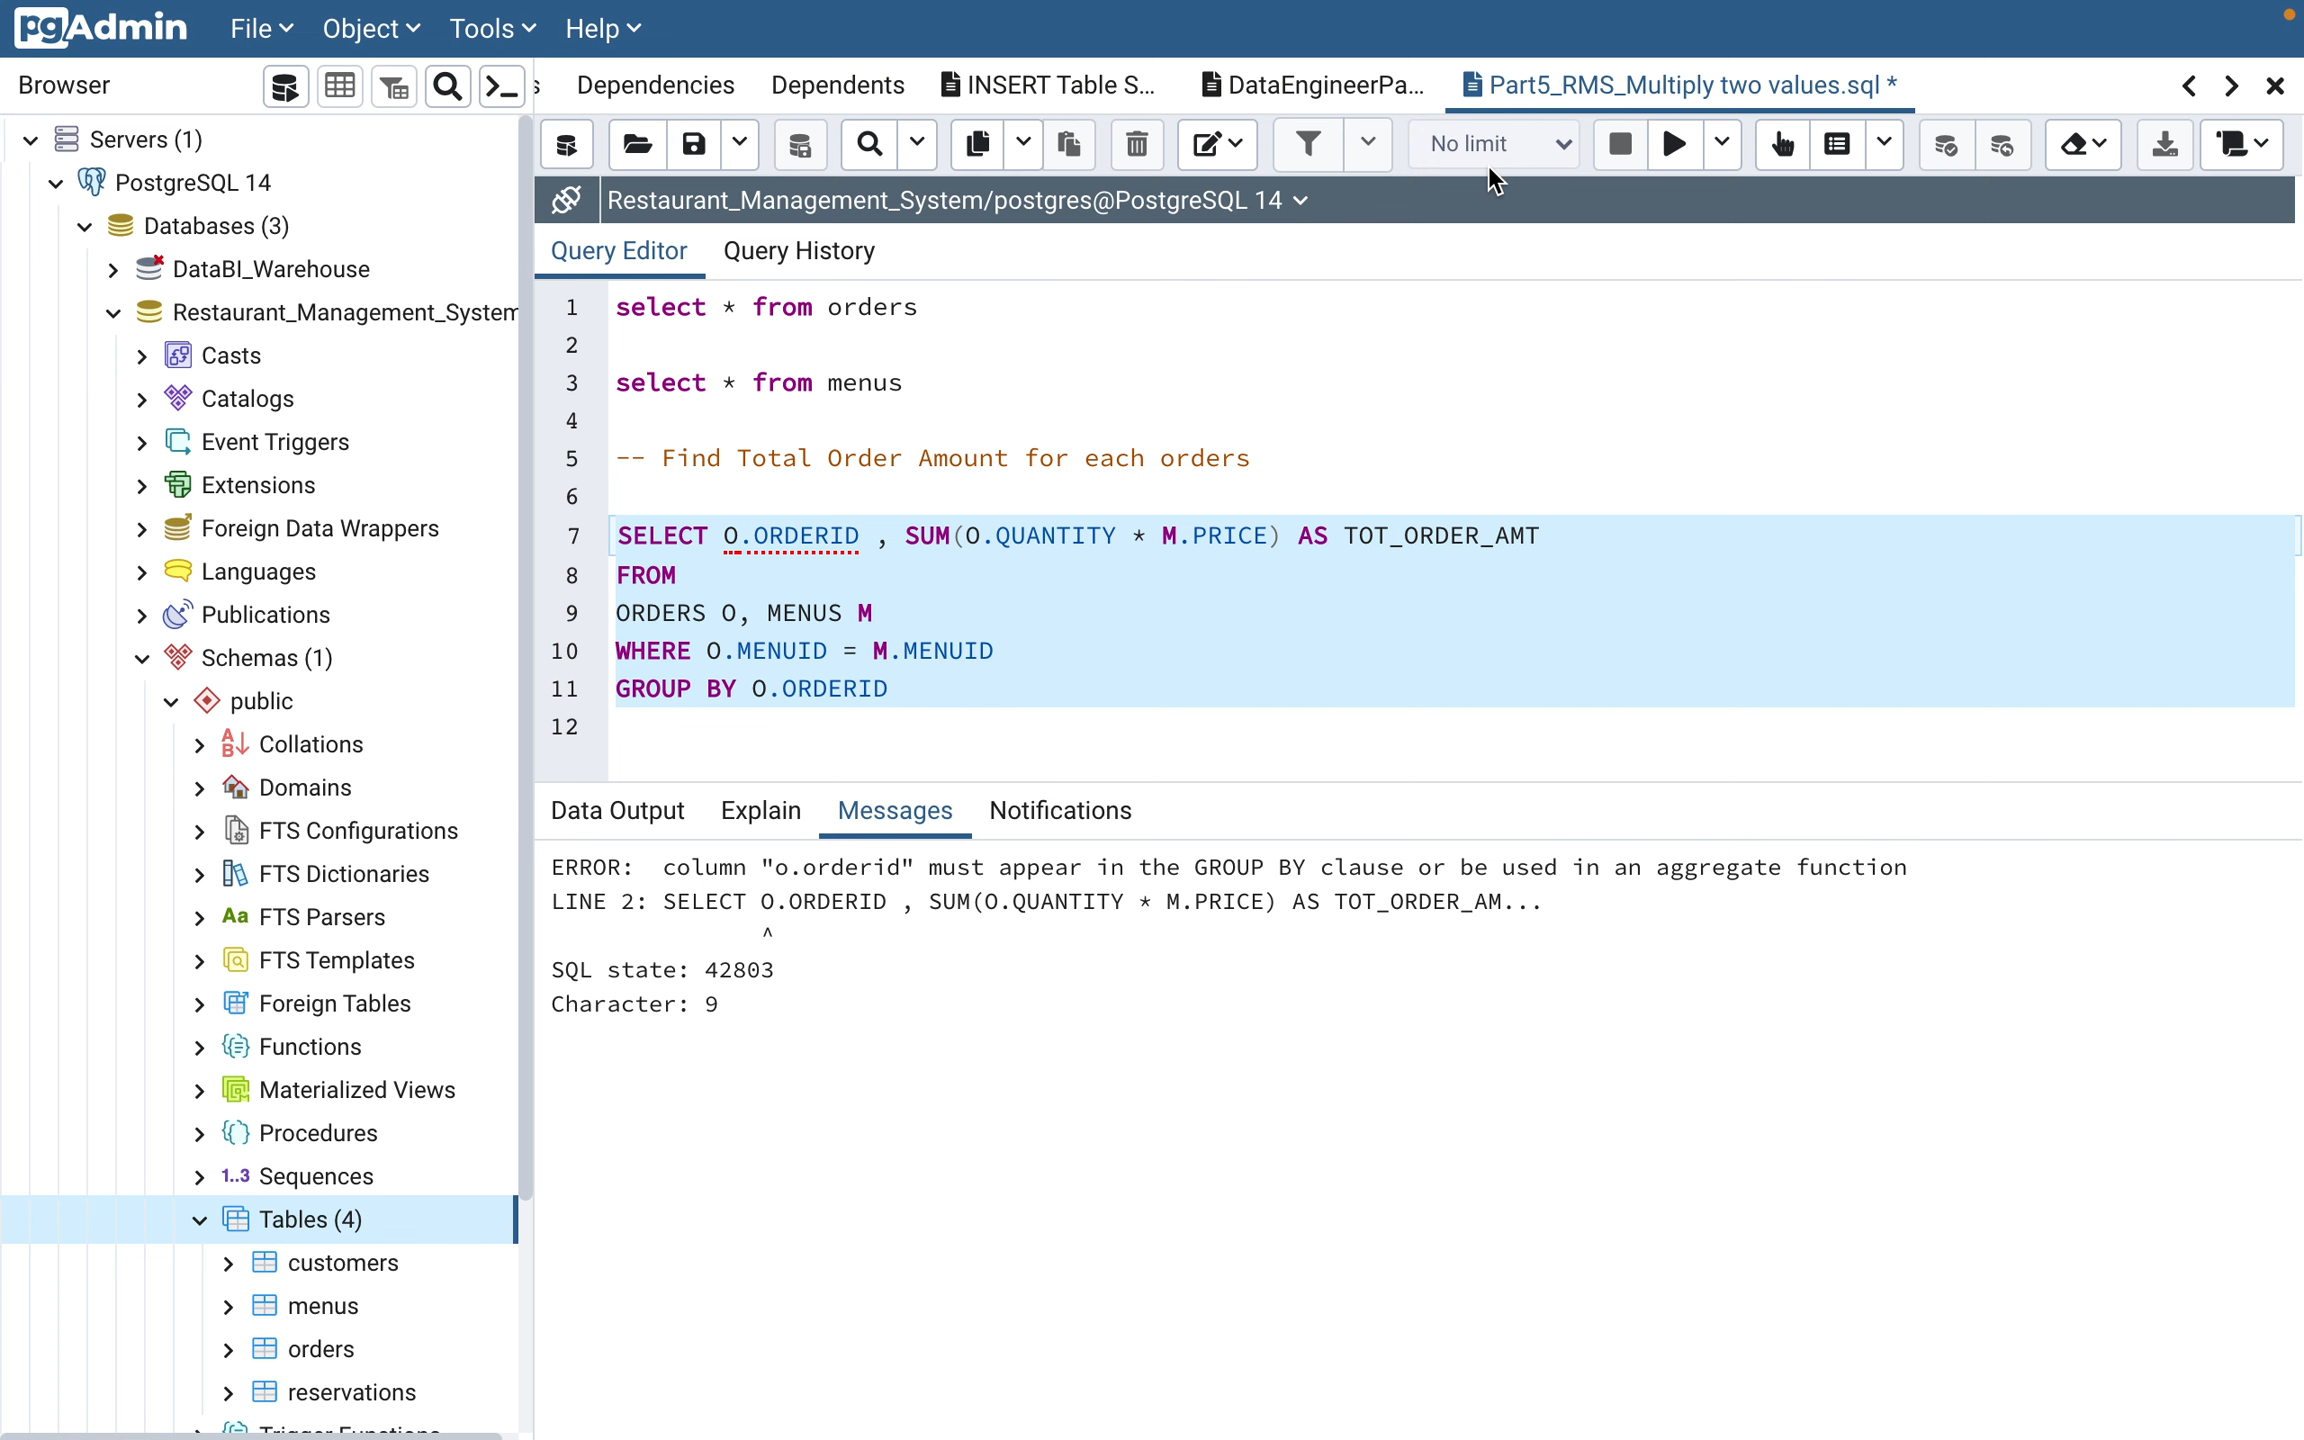 pgAdmin File Object Tools Help
Browser
Dependencies Dependents INSERT Table S... DataEngineerPa... Part5_RMS_Multiply two values.sql *
No limit
Restaurant_Management_System/postgres@PostgreSQL 14
Query Editor Query History
Servers (1)
PostgreSQL 14
Databases (3)
DataBI_Warehouse
Restaurant_Management_System
Casts
Catalogs
Event Triggers
Extensions
Foreign Data Wrappers
Languages
Publications
Schemas (1)
public
Collations
Domains
FTS Configurations
FTS Dictionaries
Aa FTS Parsers
FTS Templates
Foreign Tables
Functions
Materialized Views
Procedures
1..3 Sequences
Tables (4)
customers
menus
orders
reservations
1 select * from orders
2
3 select * from menus
4
5 -- Find Total Order Amount for each orders
6
7 SELECT O.ORDERID , SUM(O.QUANTITY * M.PRICE) AS TOT_ORDER_AMT
8 FROM
9 ORDERS O, MENUS M
10 WHERE O.MENUID = M.MENUID
11 GROUP BY O.ORDERID
12
Data Output Explain Messages Notifications
ERROR:  column "o.orderid" must appear in the GROUP BY clause or be used in an aggregate function
LINE 2: SELECT O.ORDERID , SUM(O.QUANTITY * M.PRICE) AS TOT_ORDER_AM...
^
SQL state: 42803
Character: 9